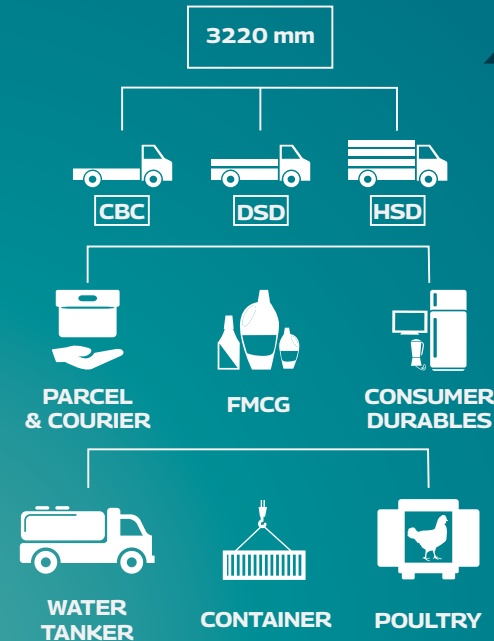 3220 mm
CBC
DSD
HSD
PARCEL
& COURIER
FMCG
CONSUMER
DURABLES
WATER
TANKER
CONTAINER
POULTRY